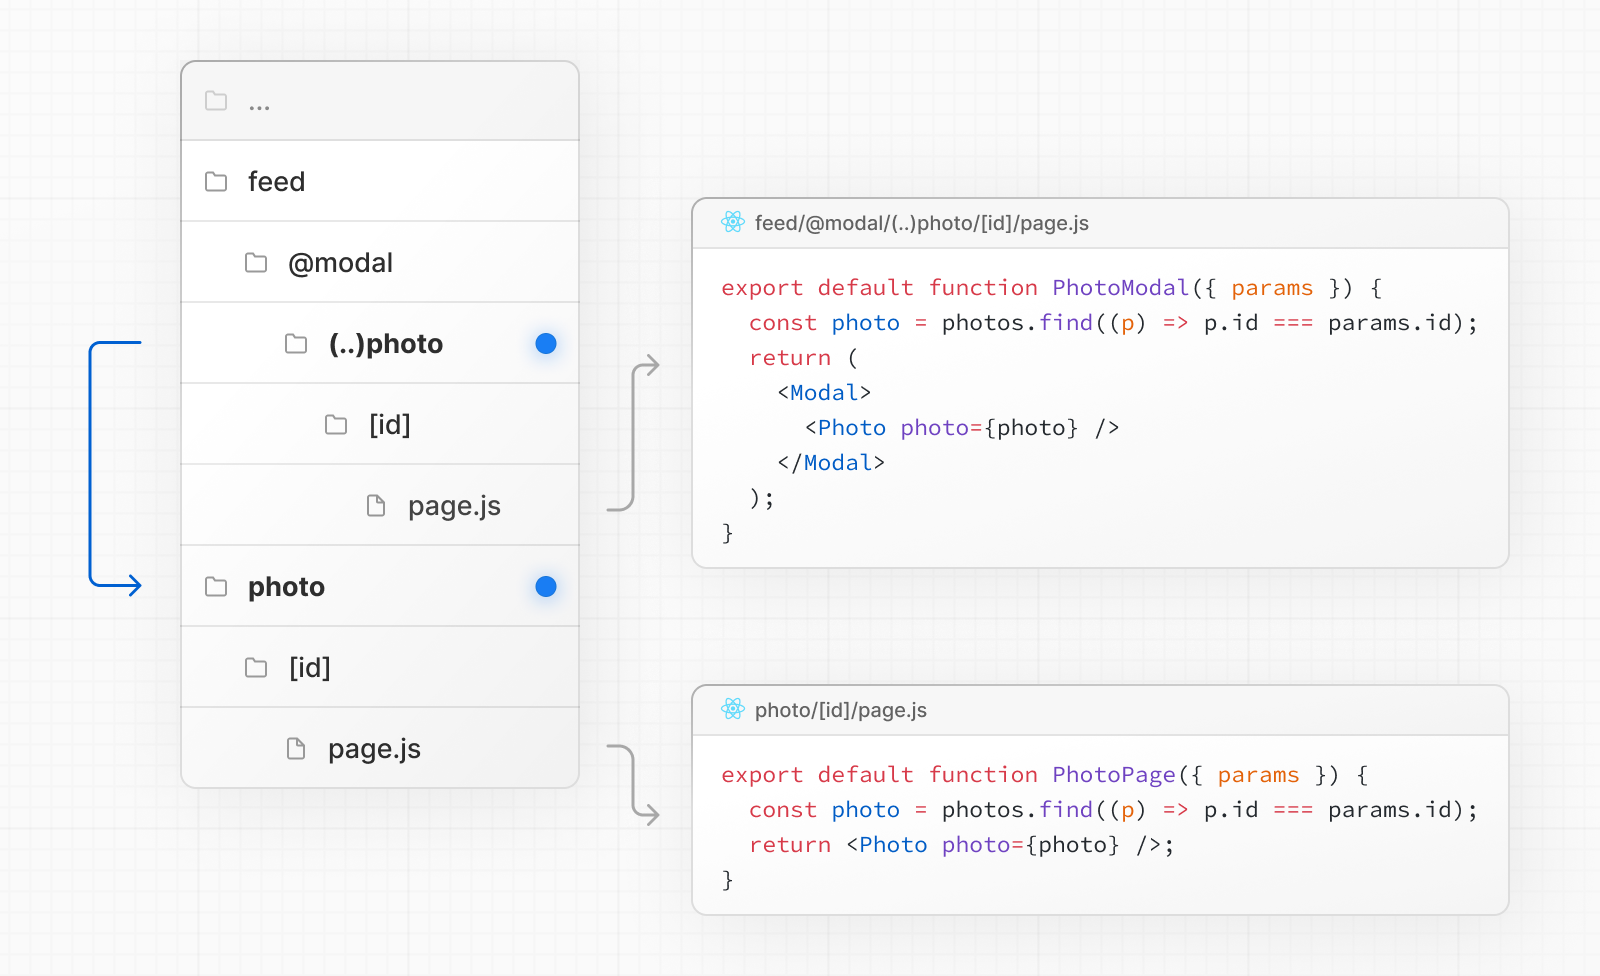 ...
feed
@modal
(..)photo
[id]
page.js
photo
[id]
page.js
feed/@modal/(..)photo/[id]/page.js
export default function PhotoModal({ params }) {
  const photo = photos.find((p) => p.id === params.id);
  return (
    <Modal>
      <Photo photo={photo} />
    </Modal>
  );
}
photo/[id]/page.js
export default function PhotoPage({ params }) {
  const photo = photos.find((p) => p.id === params.id);
  return <Photo photo={photo} />;
}